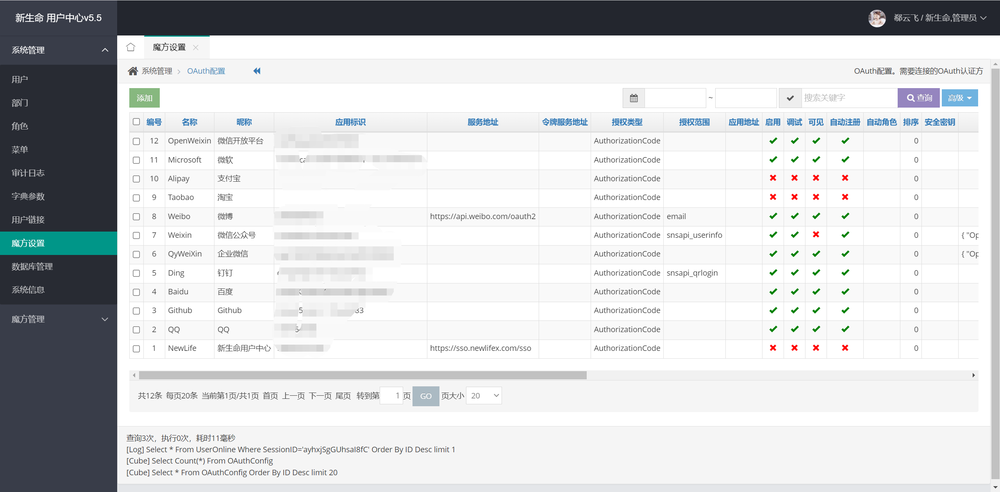 新生命 用户中心v5.5
郗云飞 / 新生命,管理员
系统管理
用户
部门
角色
菜单
审计日志
字典参数
用户链接
魔方设置
数据库管理
系统信息
魔方管理
魔方设置
系统管理 OAuth配置
OAuth配置。需要连接的OAuth认证方
添加
~ 搜索关键字 查询 高级
编号 名称 昵称 应用标识 服务地址 令牌服务地址 授权类型 授权范围 应用地址 启用 调试 可见 自动注册 自动角色 排序 安全密钥
12 OpenWeixin 微信开放平台 AuthorizationCode 0
11 Microsoft 微软 AuthorizationCode 0
10 Alipay 支付宝 AuthorizationCode 0
9 Taobao 淘宝 AuthorizationCode 0
8 Weibo 微博 https://api.weibo.com/oauth2 AuthorizationCode email 0
7 Weixin 微信公众号 AuthorizationCode snsapi_userinfo 0 { "Op
6 QyWeiXin 企业微信 AuthorizationCode 0 { "Op
5 Ding 钉钉 AuthorizationCode snsapi_qrlogin 0
4 Baidu 百度 AuthorizationCode 0
3 Github Github AuthorizationCode 0
2 QQ QQ AuthorizationCode 0
1 NewLife 新生命用户中心 https://sso.newlifex.com/sso AuthorizationCode 0
共12条 每页20条 当前第1页/共1页 首页 上一页 下一页 尾页 转到第 1 页 GO 页大小 20
查询3次，执行0次，耗时11毫秒
[Log] Select * From UserOnline Where SessionID='ayhxjSgGUhsaI8fC' Order By ID Desc limit 1
[Cube] Select Count(*) From OAuthConfig
[Cube] Select * From OAuthConfig Order By ID Desc limit 20